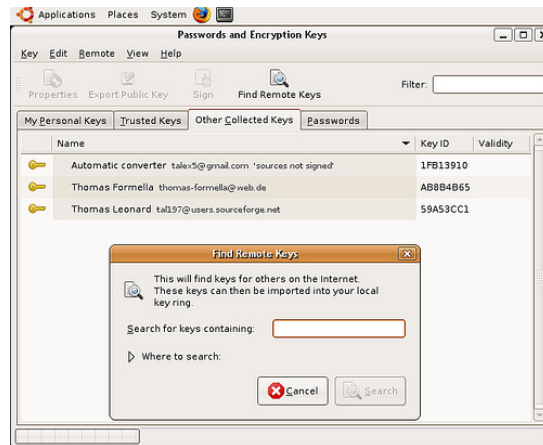 Applications Places System
Passwords and Encryption Keys
Key Edit Remote View Help
Properties Export Public Key Sign Find Remote Keys Filter:
My Personal Keys Trusted Keys Other Collected Keys Passwords
Name Key ID Validity
Automatic converter talex5@gmail.com 'sources not signed' 1FB13910
Thomas Formella thomas-formella@web.de AB8B4B65
Thomas Leonard tal197@users.sourceforge.net 59A53CC1
Find Remote Keys
This will find keys for others on the Internet.
These keys can then be imported into your local
key ring.
Search for keys containing:
Where to search:
Cancel Search